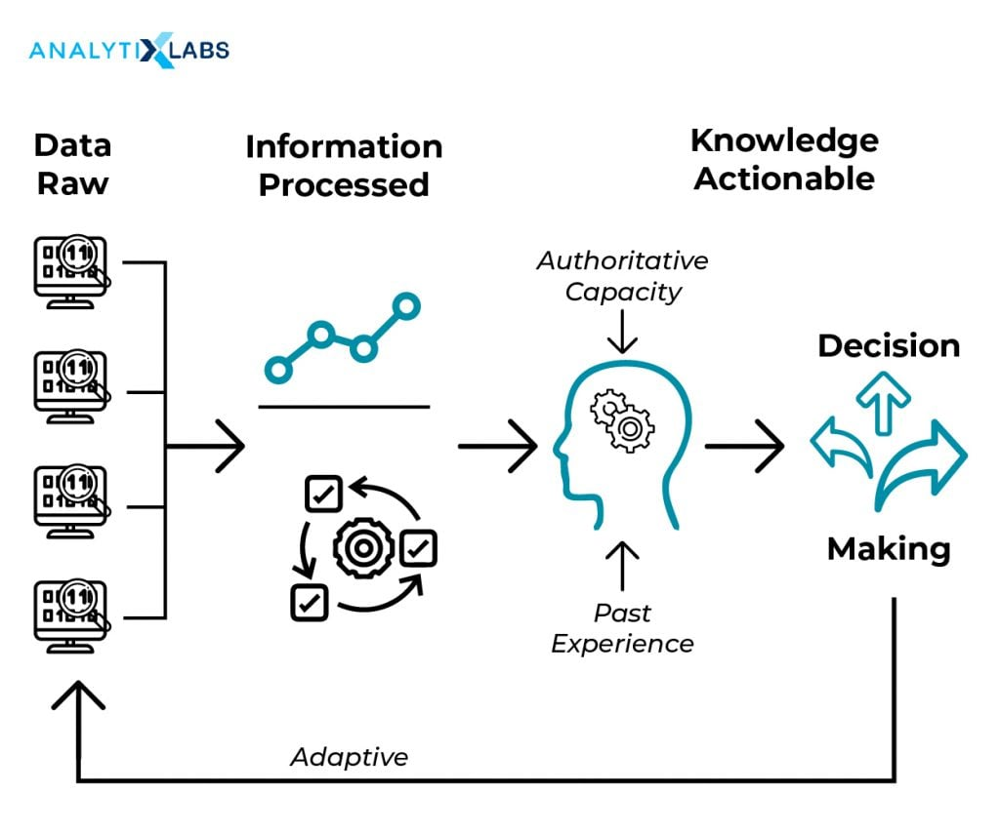 ANALYTIXLABS
Data
Raw
Information
Processed
Knowledge
Actionable
Authoritative
Capacity
Decision
Making
Past
Experience
Adaptive